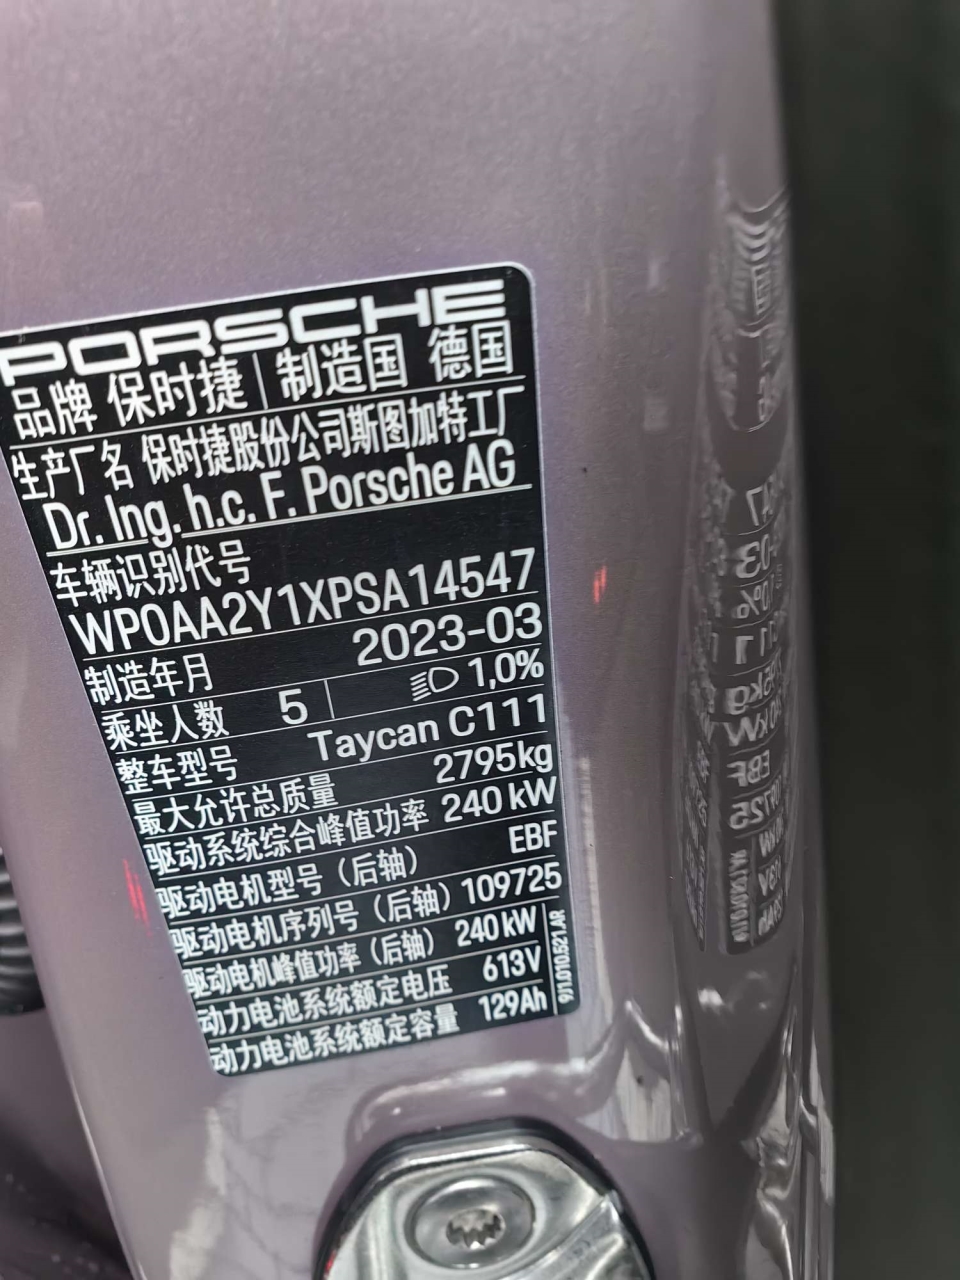 PORSCHE
品牌 保时捷 制造国 德国
生产厂名 保时捷股份公司斯图加特工厂
Dr. Ing. h.c. F. Porsche AG
车辆识别代号
WP0AA2Y1XPSA14547
制造年月 2023-03
乘坐人数 5 1,0%
整车型号 Taycan C111
最大允许总质量 2795kg
驱动系统综合峰值功率 240 kW
驱动电机型号（后轴） EBF
驱动电机序列号（后轴）109725
驱动电机峰值功率（后轴） 240 kW
动力电池系统额定电压 613V
动力电池系统额定容量 129Ah
9J1.010.521.AR